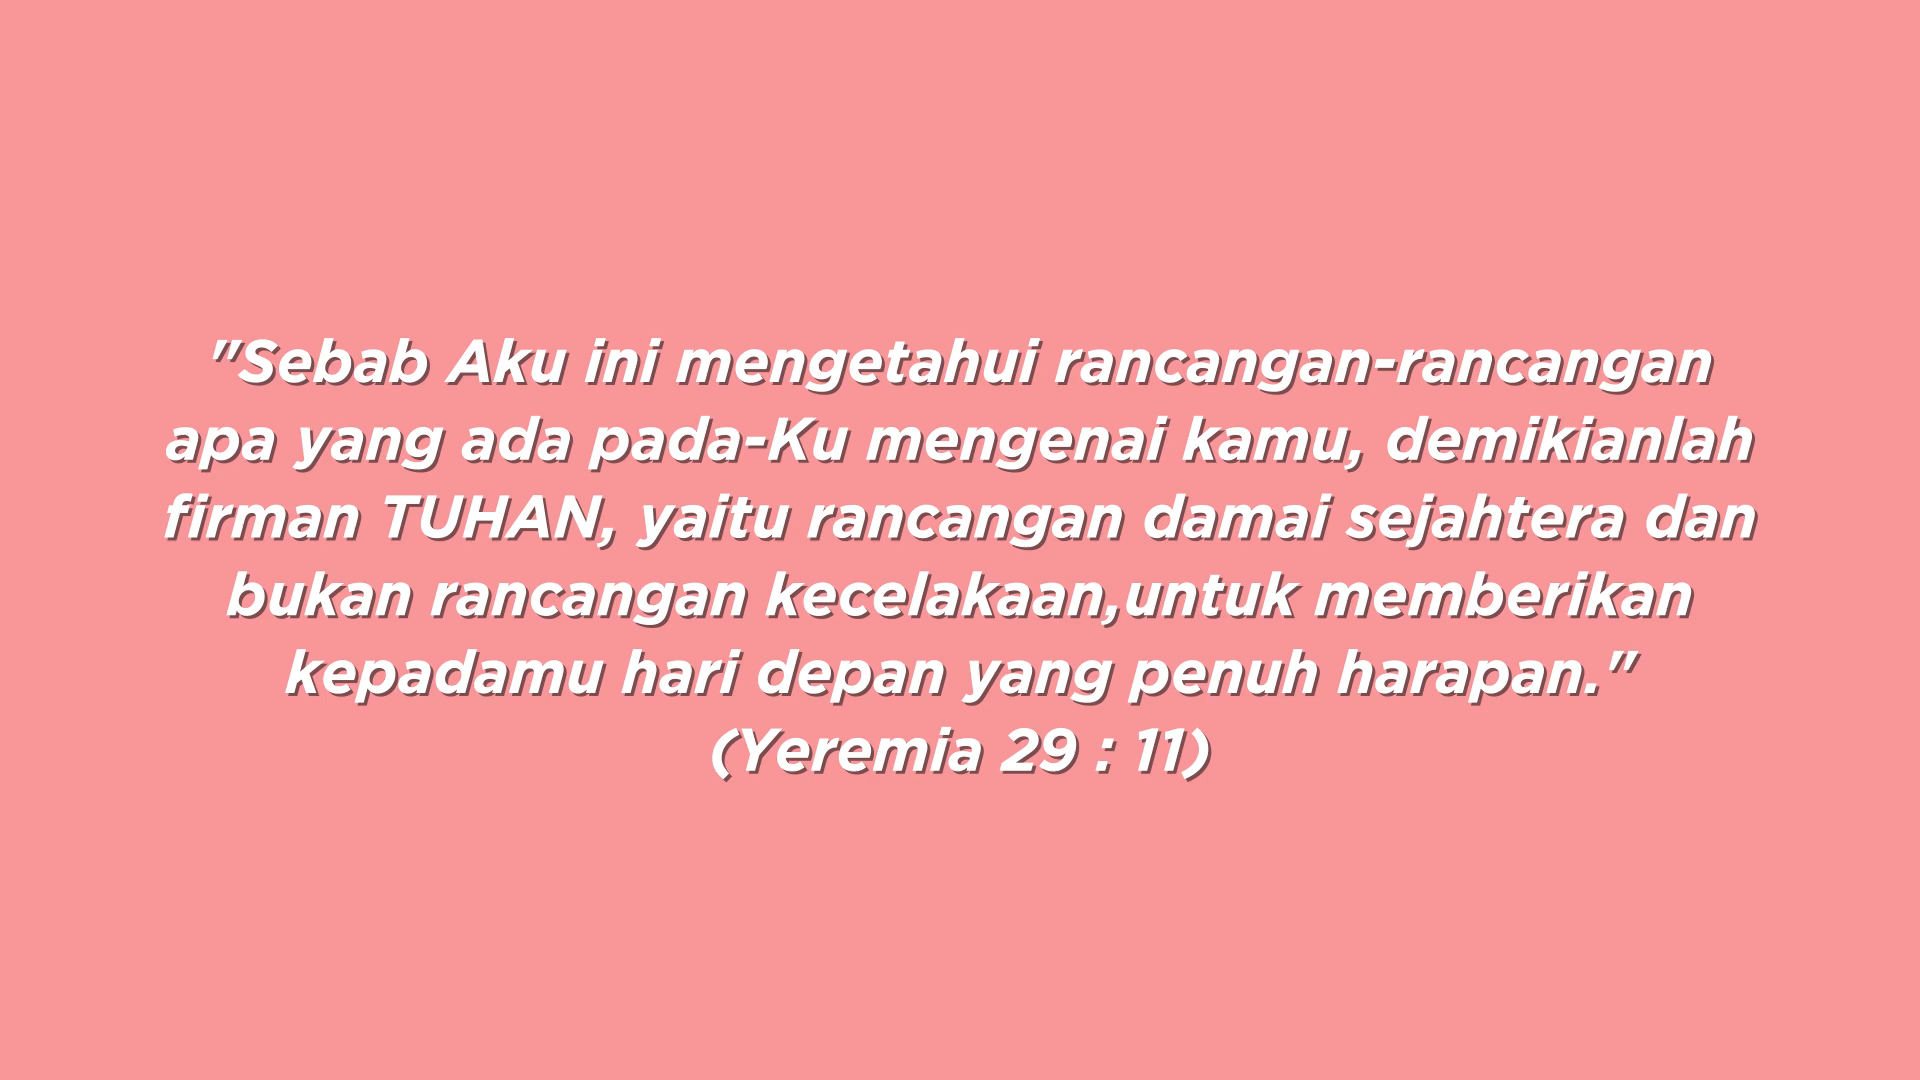 "Sebab Aku ini mengetahui rancangan-rancangan
apa yang ada pada-Ku mengenai kamu, demikianlah
firman TUHAN, yaitu rancangan damai sejahtera dan
bukan rancangan kecelakaan,untuk memberikan
kepadamu hari depan yang penuh harapan."
(Yeremia 29 : 11)